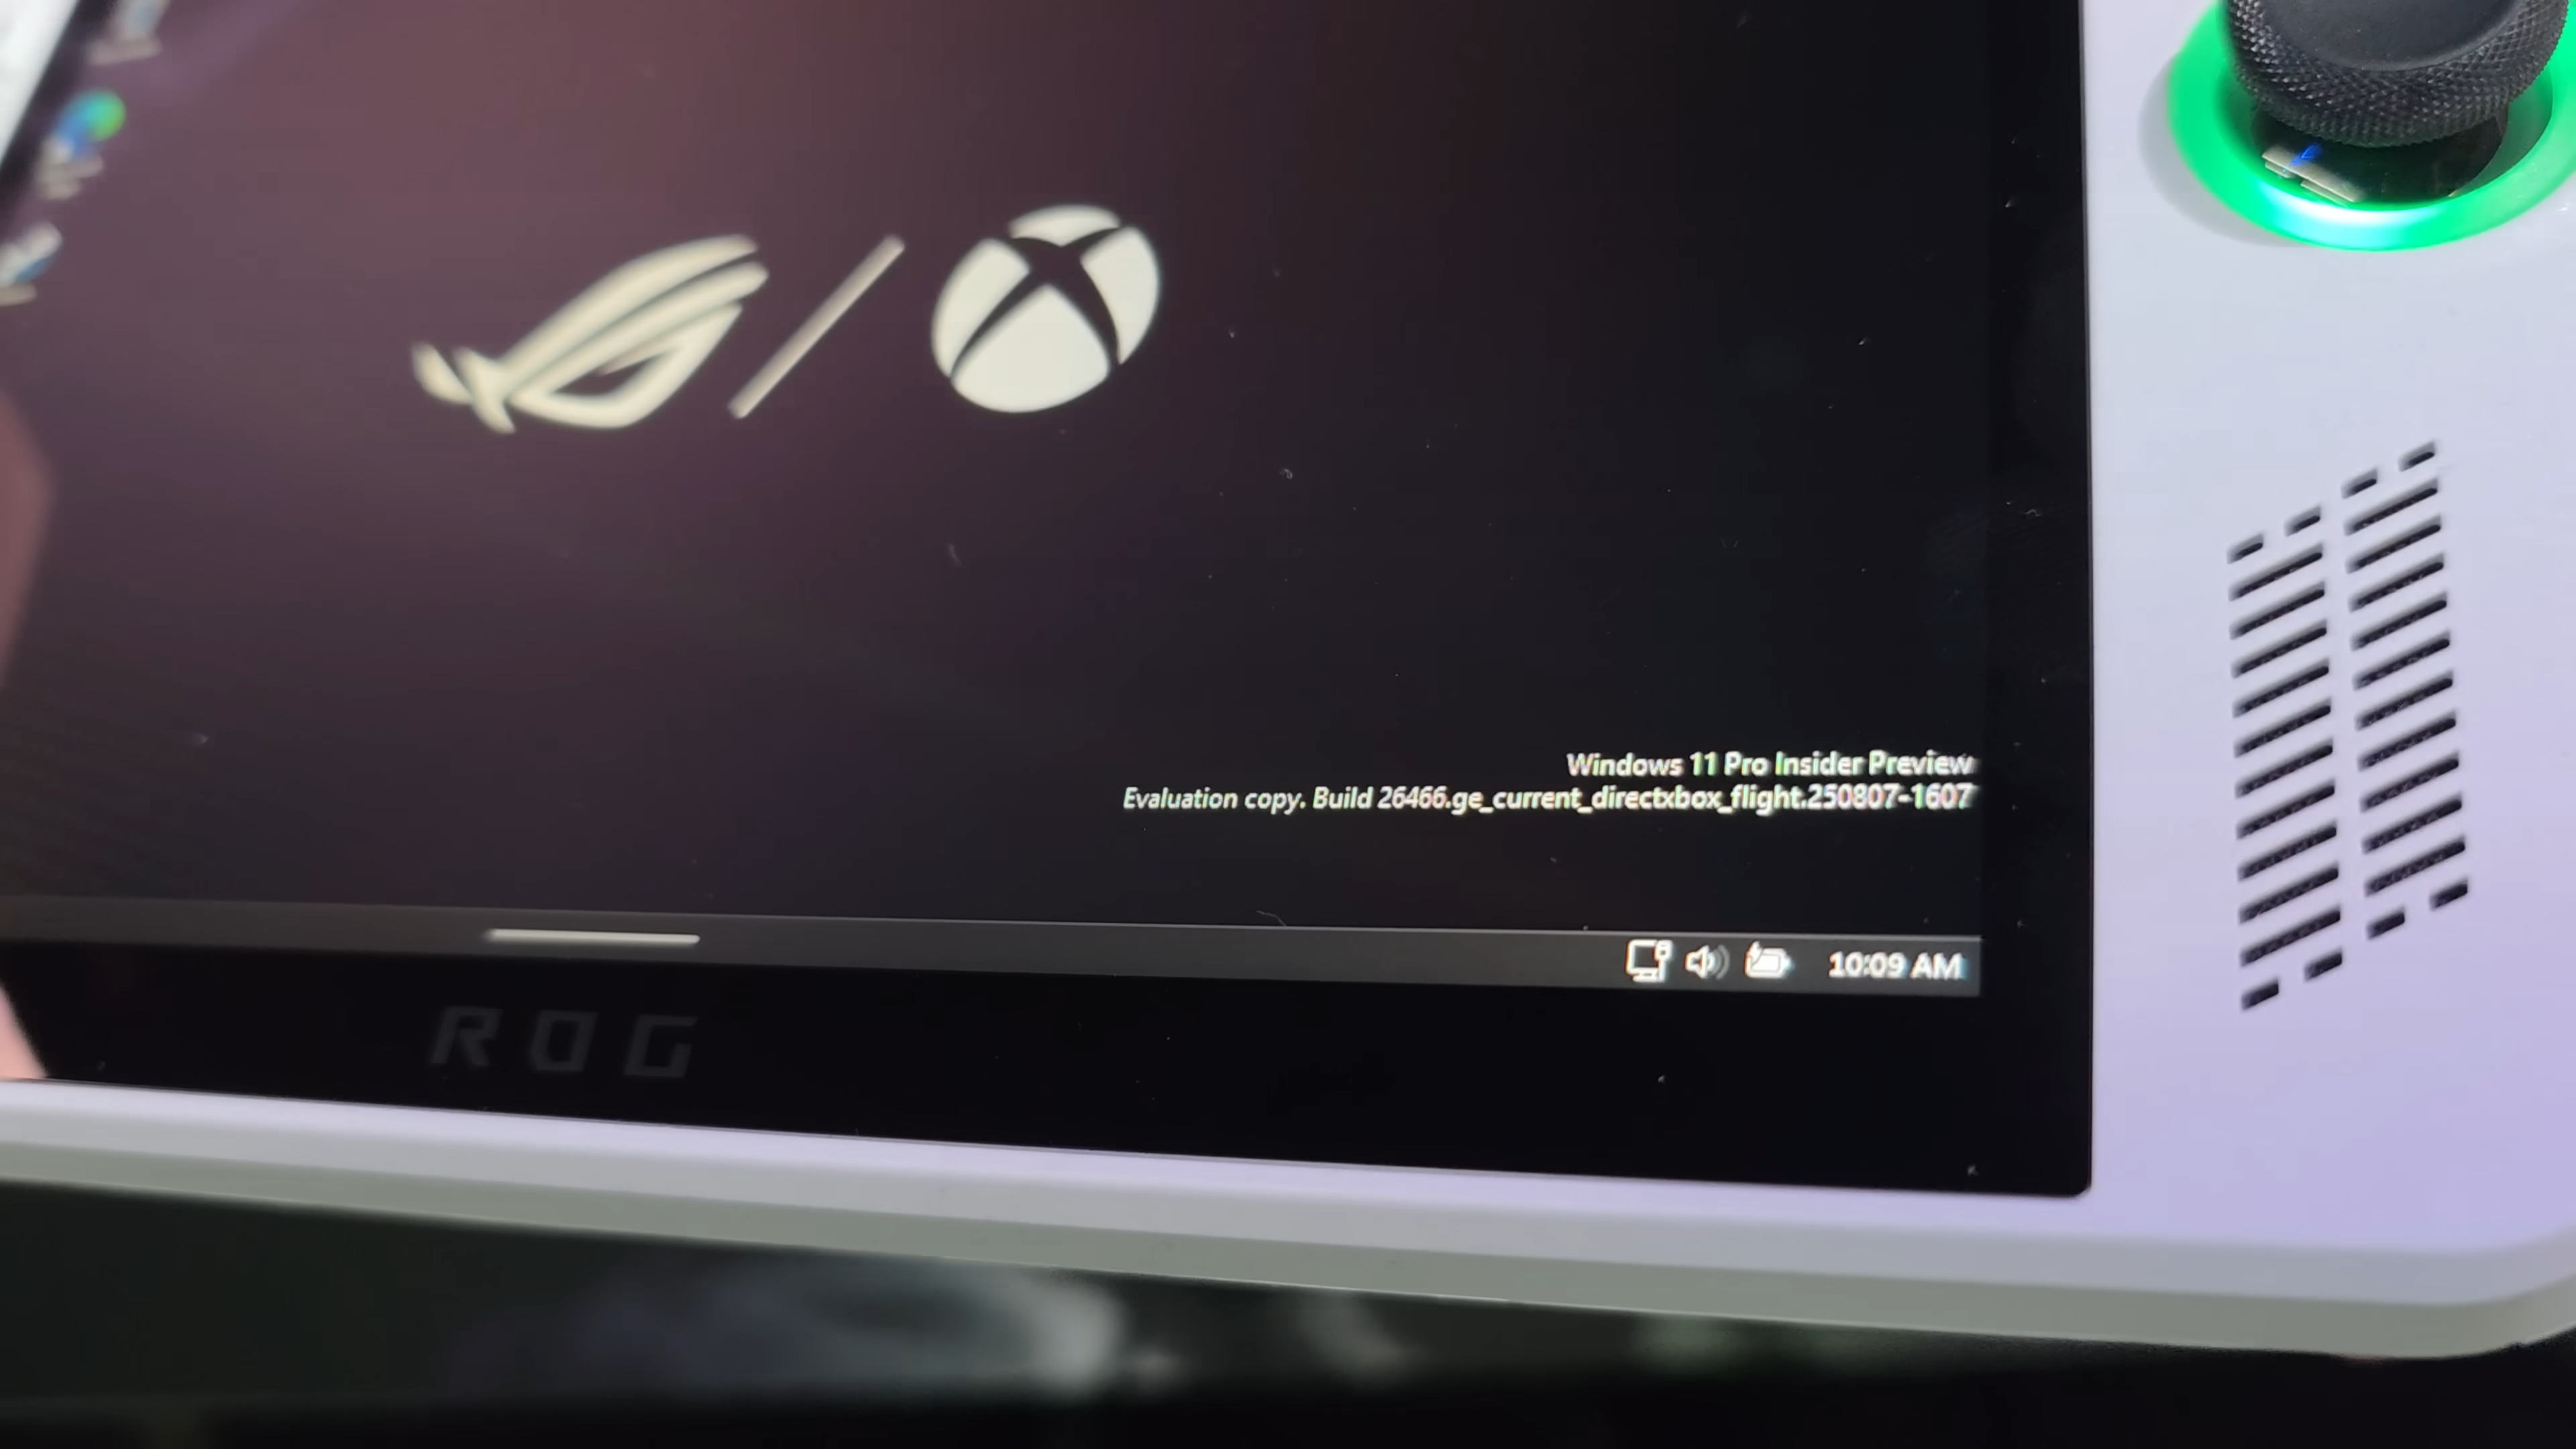 Windows 11 Pro Insider Preview
Evaluation copy. Build 26466.ge_current_directxbox_flight.250807-1607
10:09 AM
ROG